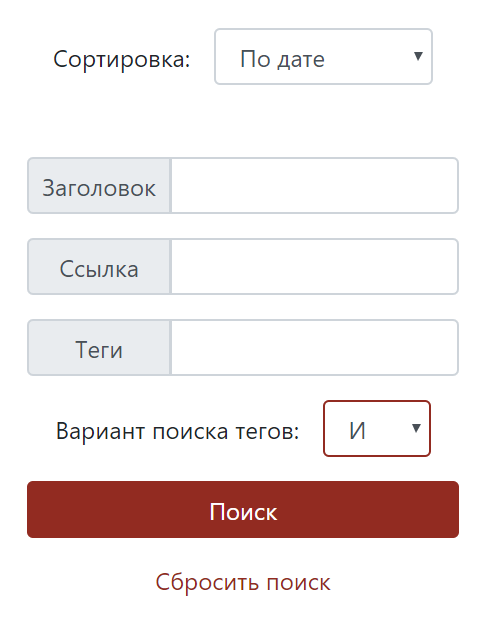 Сортировка: По дате
Заголовок
Ссылка
Теги
Вариант поиска тегов: И
Поиск
Сбросить поиск